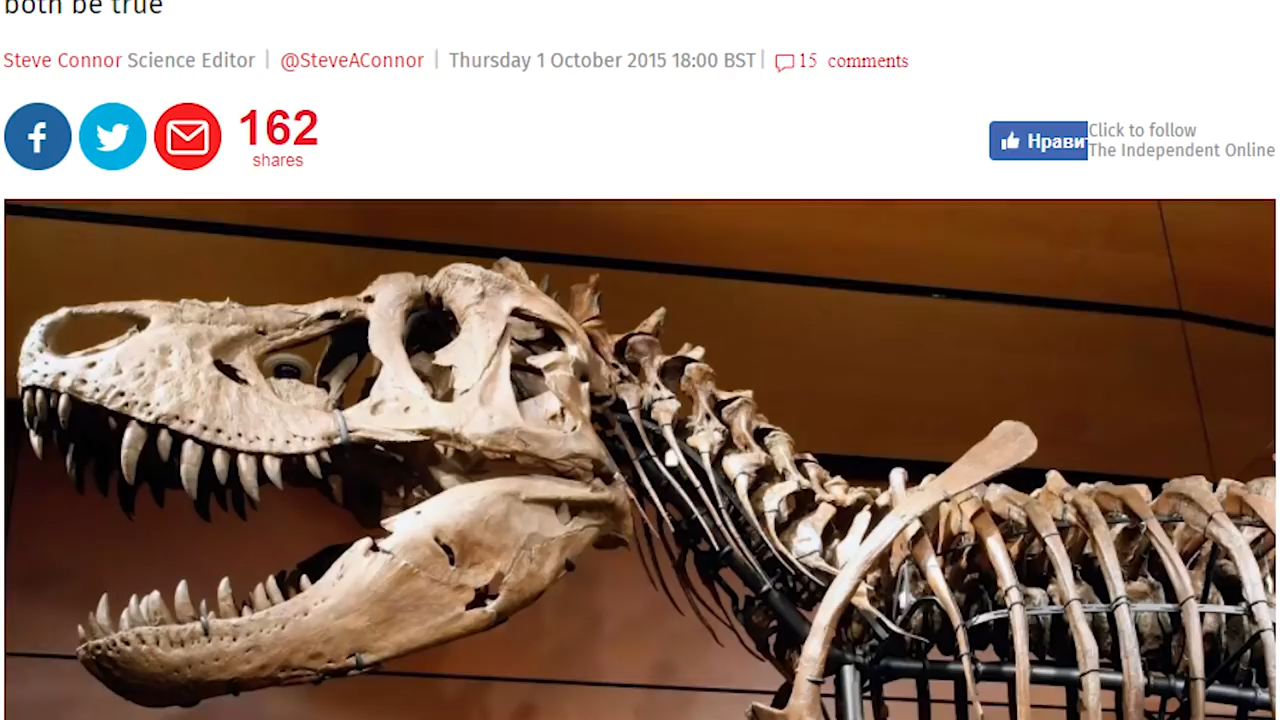 both be true
Steve Connor Science Editor | @SteveAConnor | Thursday 1 October 2015 18:00 BST | 15 comments
162
shares
Нрави
Click to follow
The Independent Online